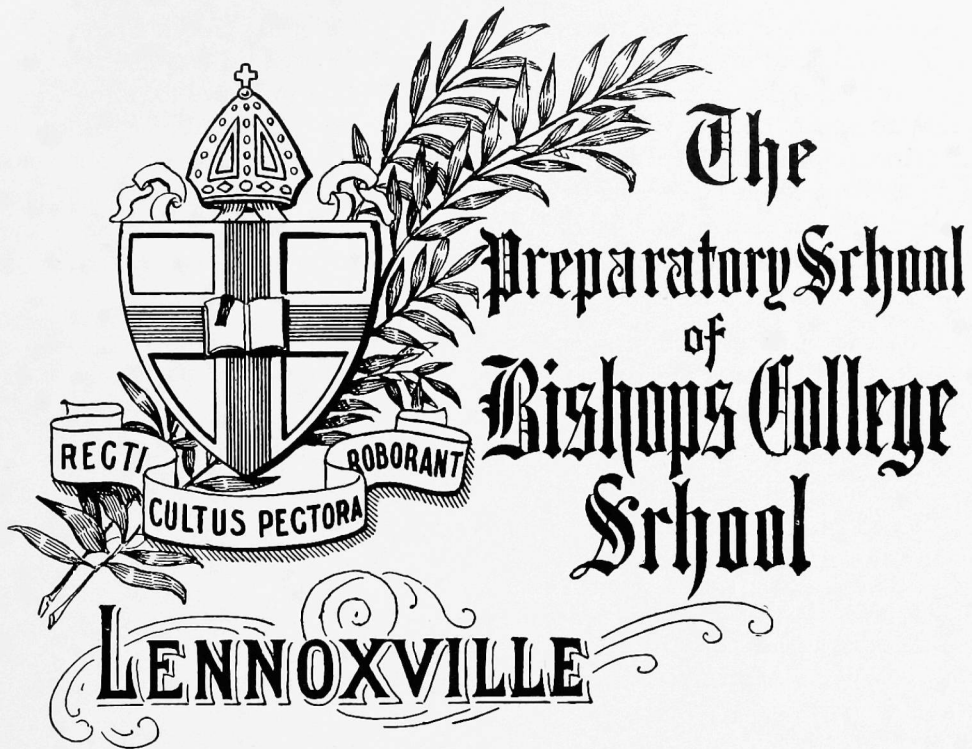 The
Preparatory School
of
Bishops College
School
RECTI CULTUS PECTORA ROBORANT
LENNOXVILLE